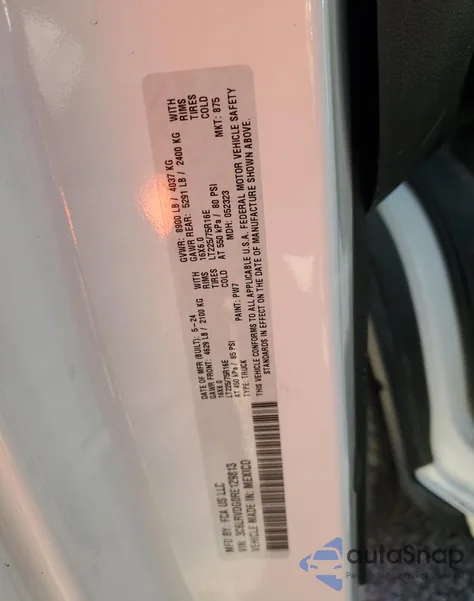 MFD BY: FCA US LLC
DATE OF MFR (BUILT): 5-24
GVWR: 8900 LB / 4037 KG
GAWR FRONT: 4629 LB / 2100 KG WITH
16X6.0 RIMS
LT225/75R16E TIRES
AT 450 kPa / 65 PSI COLD
GAWR REAR: 5291 LB / 2400 KG WITH
16X6.0 RIMS
LT225/75R16E TIRES
AT 550 kPa / 80 PSI COLD
MDH: 052323
MKT: 875
VIN: 3C6LRVDG0RE129813
TYPE: TRUCK
PAINT: PW7
VEHICLE MADE IN: MEXICO
THIS VEHICLE CONFORMS TO ALL APPLICABLE U.S.A. FEDERAL MOTOR VEHICLE SAFETY
STANDARDS IN EFFECT ON THE DATE OF MANUFACTURE SHOWN ABOVE.
autoSnap